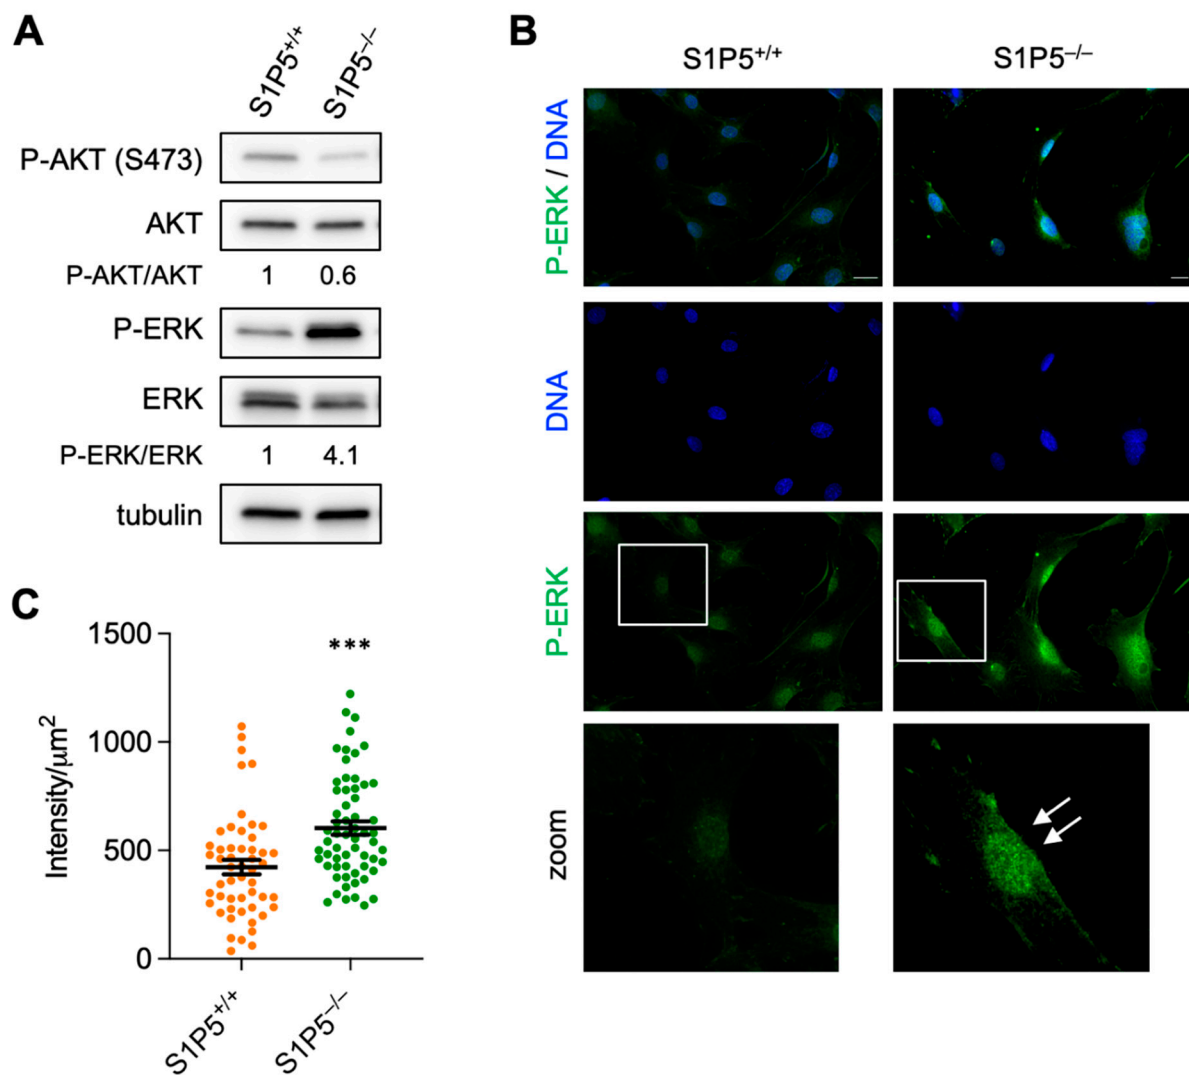 A
S1P5+/+
S1P5–/–
P-AKT (S473)
AKT
P-AKT/AKT 1 0.6
P-ERK
ERK
P-ERK/ERK 1 4.1
tubulin
B
S1P5+/+ S1P5–/–
P-ERK / DNA
DNA
P-ERK
zoom
C
***
1500
1000
500
0
Intensity/μm2
S1P5+/+
S1P5–/–